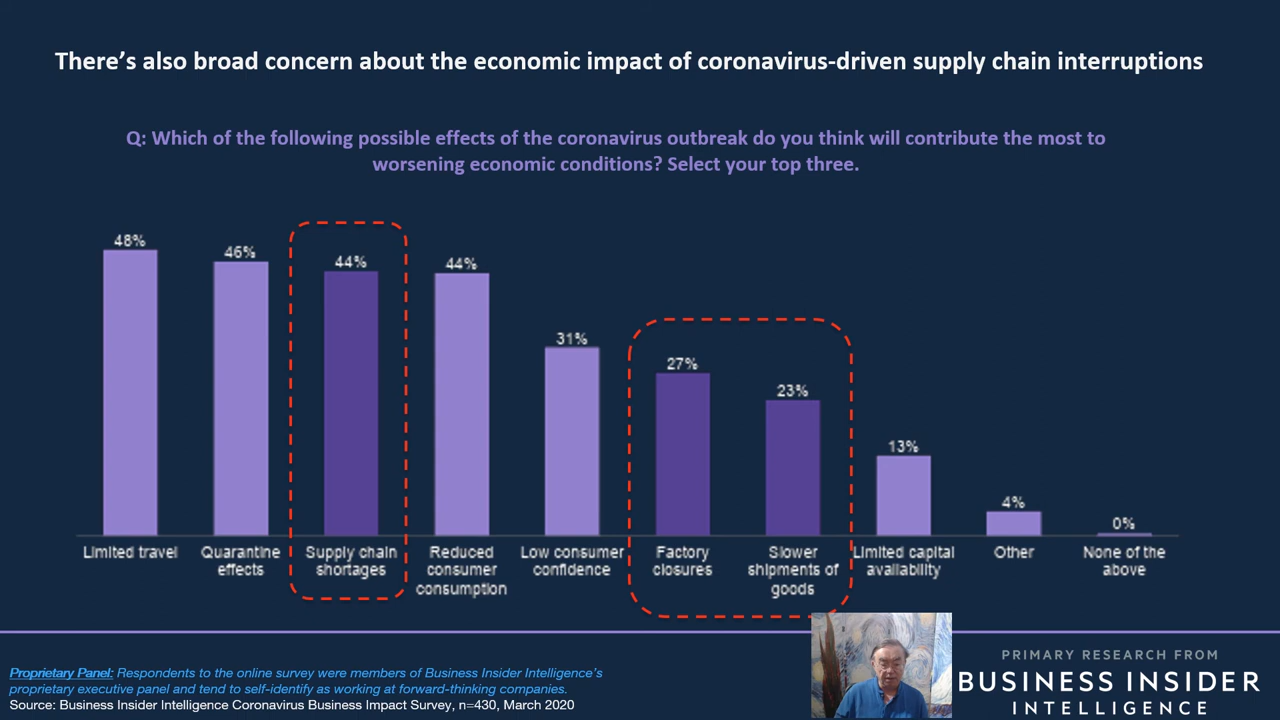 There's also broad concern about the economic impact of coronavirus-driven supply chain interruptions
Q: Which of the following possible effects of the coronavirus outbreak do you think will contribute the most to
worsening economic conditions? Select your top three.
48%
46%
44%
44%
31%
27%
23%
13%
4%
0%
Limited travel
Quarantine
effects
Supply chain
shortages
Reduced
consumer
consumption
Low consumer
confidence
Factory
closures
Slower
shipments of
goods
Limited capital
availability
Other
None of the
above
Proprietary Panel: Respondents to the online survey were members of Business Insider Intelligence's
proprietary executive panel and tend to self-identify as working at forward-thinking companies.
Source: Business Insider Intelligence Coronavirus Business Impact Survey, n=430, March 2020
PRIMARY RESEARCH FROM
BUSINESS INSIDER
INTELLIGENCE